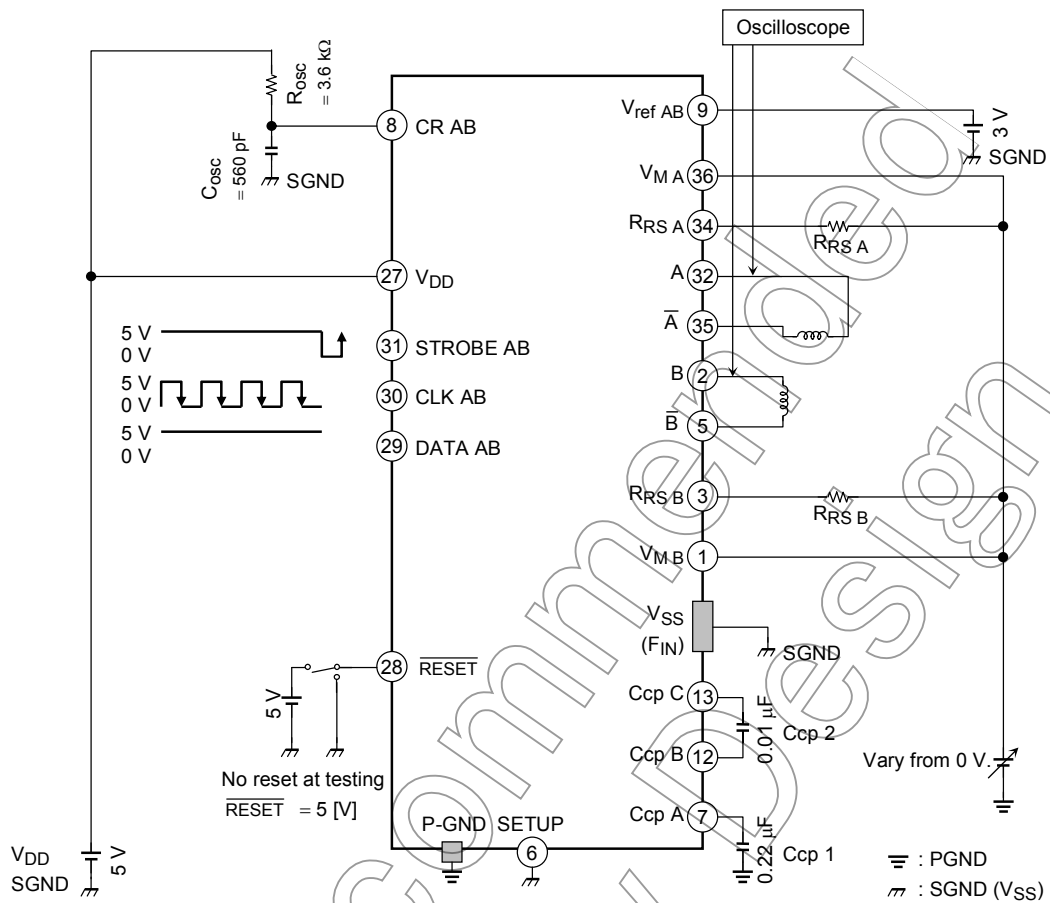 Oscilloscope
Rosc
= 3.6 kΩ
Cosc
= 560 pF
SGND
8 CR AB
Vref AB 9
3 V
SGND
VM A 36
RRS A 34
RRS A
A 32
A̅ 35
B 2
B̅ 5
RRS B 3
RRS B
VM B 1
27 VDD
5 V
0 V
31 STROBE AB
5 V
0 V
30 CLK AB
5 V
0 V
29 DATA AB
VSS
(FIN)
SGND
28 R̅E̅S̅E̅T̅
5 V
No reset at testing
R̅E̅S̅E̅T̅ = 5 [V]
Ccp C 13
0.01 μF
Ccp 2
Ccp B 12
Vary from 0 V.
Ccp A 7
0.22 μF
Ccp 1
P-GND SETUP
6
VDD
SGND
5 V
: PGND
: SGND (VSS)
commended
Design